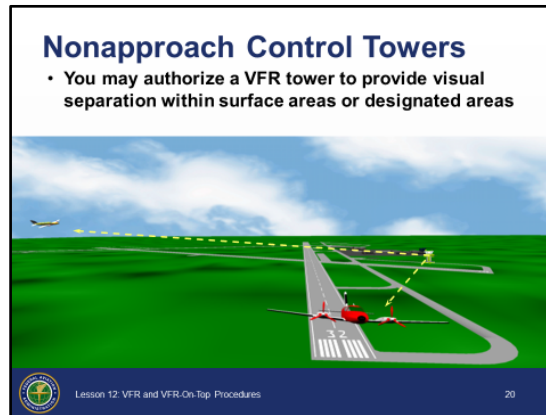 Nonapproach Control Towers
• You may authorize a VFR tower to provide visual
separation within surface areas or designated areas
32
Lesson 12: VFR and VFR-On-Top Procedures
20